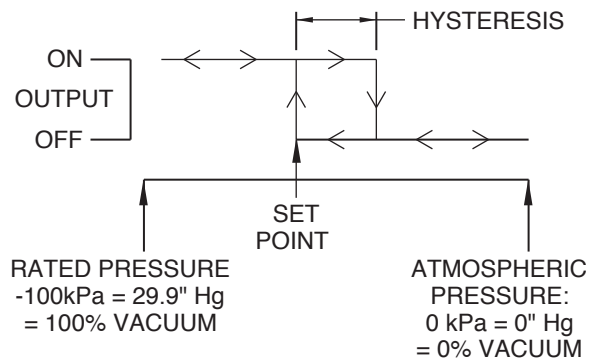 HYSTERESIS
ON
OUTPUT
OFF
SET
POINT
RATED PRESSURE
-100kPa = 29.9" Hg
= 100% VACUUM
ATMOSPHERIC
PRESSURE:
0 kPa = 0" Hg
= 0% VACUUM